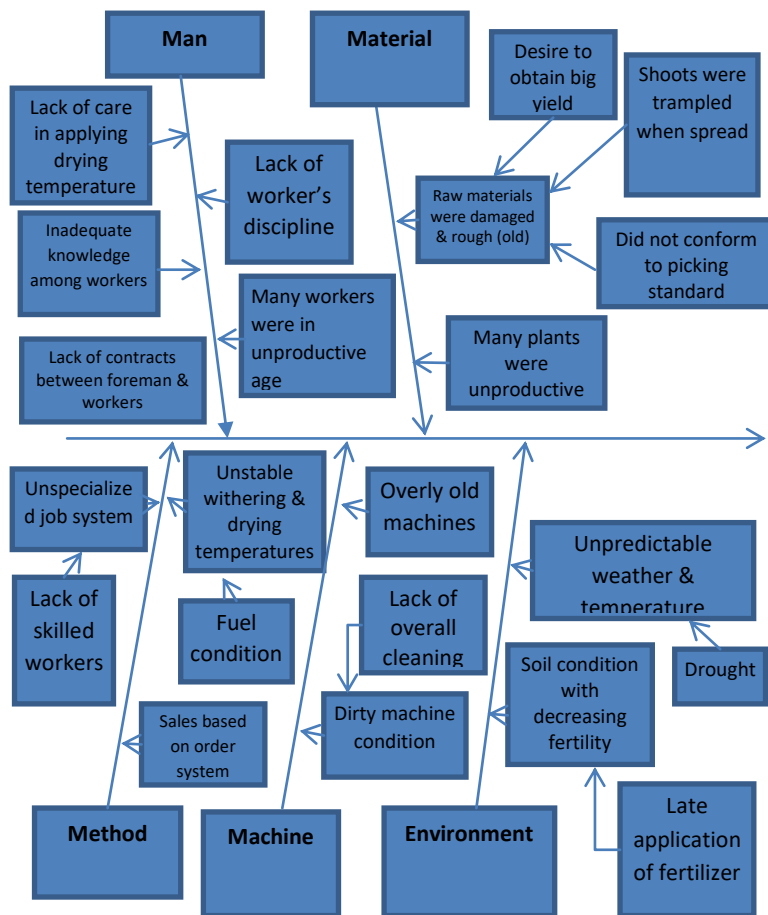 Man
Material
Desire to
obtain big
yield
Shoots were
trampled
when spread
Lack of care
in applying
drying
temperature
Lack of
worker's
discipline
Raw materials
were damaged
& rough (old)
Inadequate
knowledge
among workers
Did not conform
to picking
standard
Many workers
were in
unproductive
age
Many plants
were
unproductive
Lack of contracts
between foreman &
workers
Unspecialize
d job system
Unstable
withering &
drying
temperatures
Overly old
machines
Unpredictable
weather &
temperature
Lack of
skilled
workers
Fuel
condition
Lack of
overall
cleaning
Soil condition
with
decreasing
fertility
Drought
Sales based
on order
system
Dirty machine
condition
Late
application
of fertilizer
Method
Machine
Environment